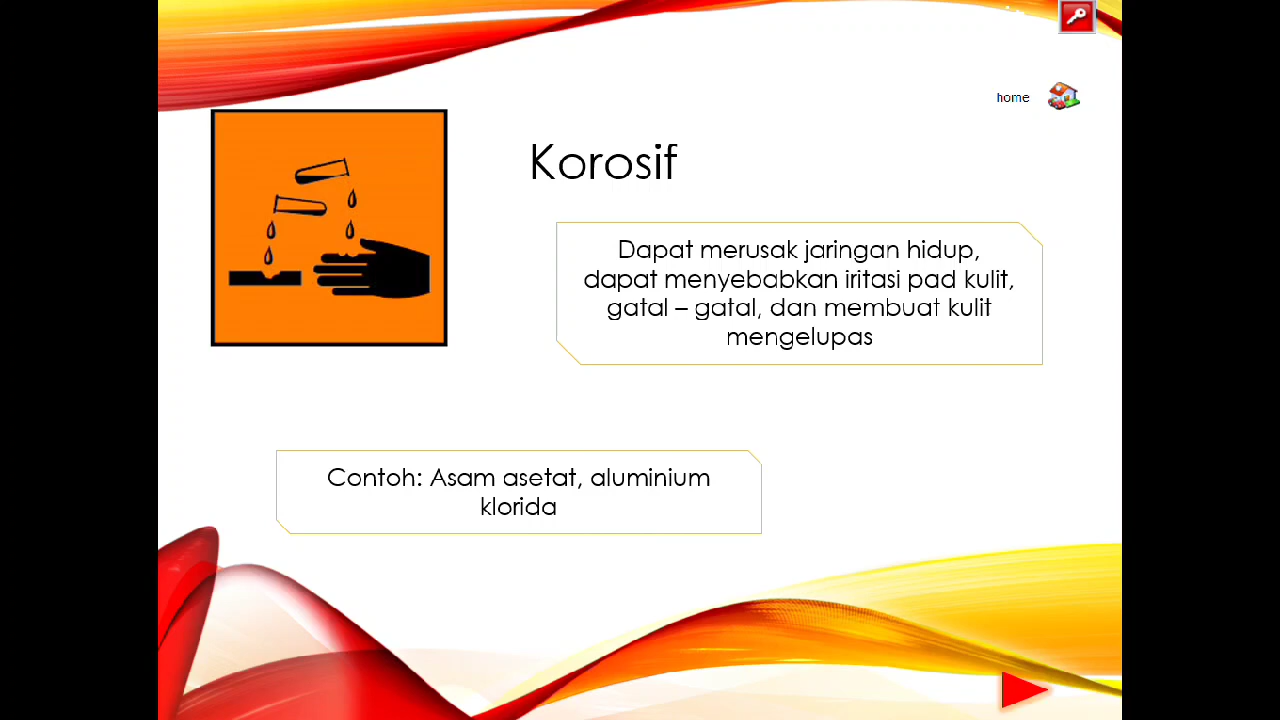 home
Korosif
Dapat merusak jaringan hidup,
dapat menyebabkan iritasi pad kulit,
gatal – gatal, dan membuat kulit
mengelupas
Contoh: Asam asetat, aluminium
klorida